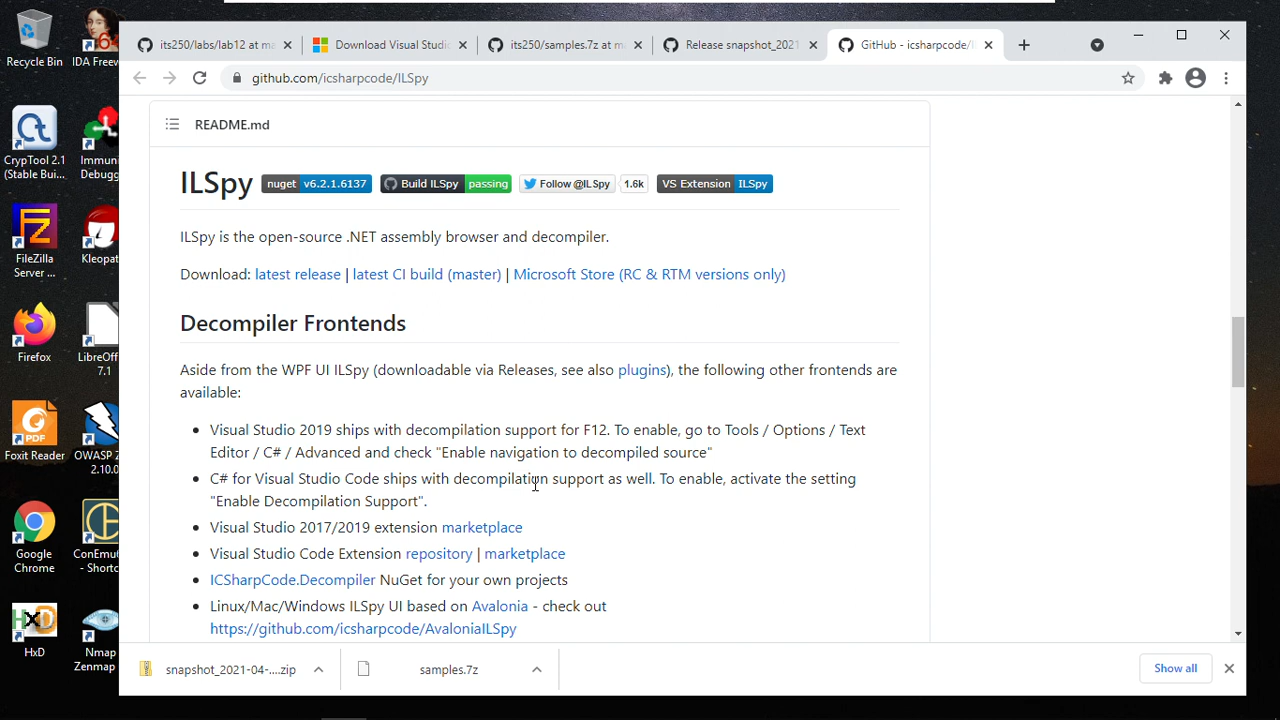 its250/labs/lab12 at ma
Download Visual Studi
its250/samples.7z at m
Release snapshot_2021
GitHub - icsharpcode/I
github.com/icsharpcode/ILSpy
README.md
ILSpy nuget v6.2.1.6137 Build ILSpy passing Follow @ILSpy 1.6k VS Extension ILSpy
ILSpy is the open-source .NET assembly browser and decompiler.
Download: latest release | latest CI build (master) | Microsoft Store (RC & RTM versions only)
Decompiler Frontends
Aside from the WPF UI ILSpy (downloadable via Releases, see also plugins), the following other frontends are
available:
Visual Studio 2019 ships with decompilation support for F12. To enable, go to Tools / Options / Text
Editor / C# / Advanced and check "Enable navigation to decompiled source"
C# for Visual Studio Code ships with decompilation support as well. To enable, activate the setting
"Enable Decompilation Support".
Visual Studio 2017/2019 extension marketplace
Visual Studio Code Extension repository | marketplace
ICSharpCode.Decompiler NuGet for your own projects
Linux/Mac/Windows ILSpy UI based on Avalonia - check out
https://github.com/icsharpcode/AvaloniaILSpy
snapshot_2021-04-....zip
samples.7z
Show all
Recycle Bin
IDA Freew
64
CrypTool 2.1
(Stable Bui...
Immuni
Debugg
FileZilla
Server ...
Kleopat
Firefox
LibreOff
7.1
PDF
Foxit Reader
OWASP Z
2.10.0
Google
Chrome
ConEmu6
- Shortc
HxD
HxD
Nmap
Zenmap